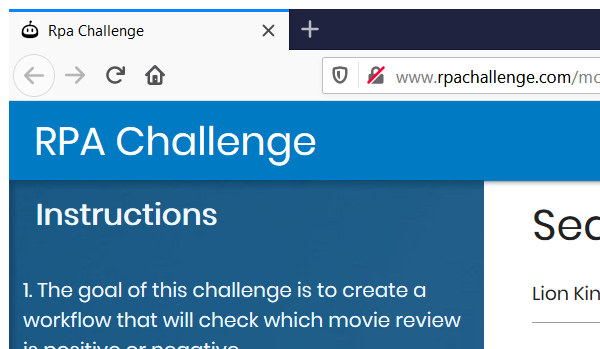 Rpa Challenge
www.rpachallenge.com/mo
RPA Challenge
Instructions
Sea
Lion Kin
1. The goal of this challenge is to create a
workflow that will check which movie review
is positive or negative